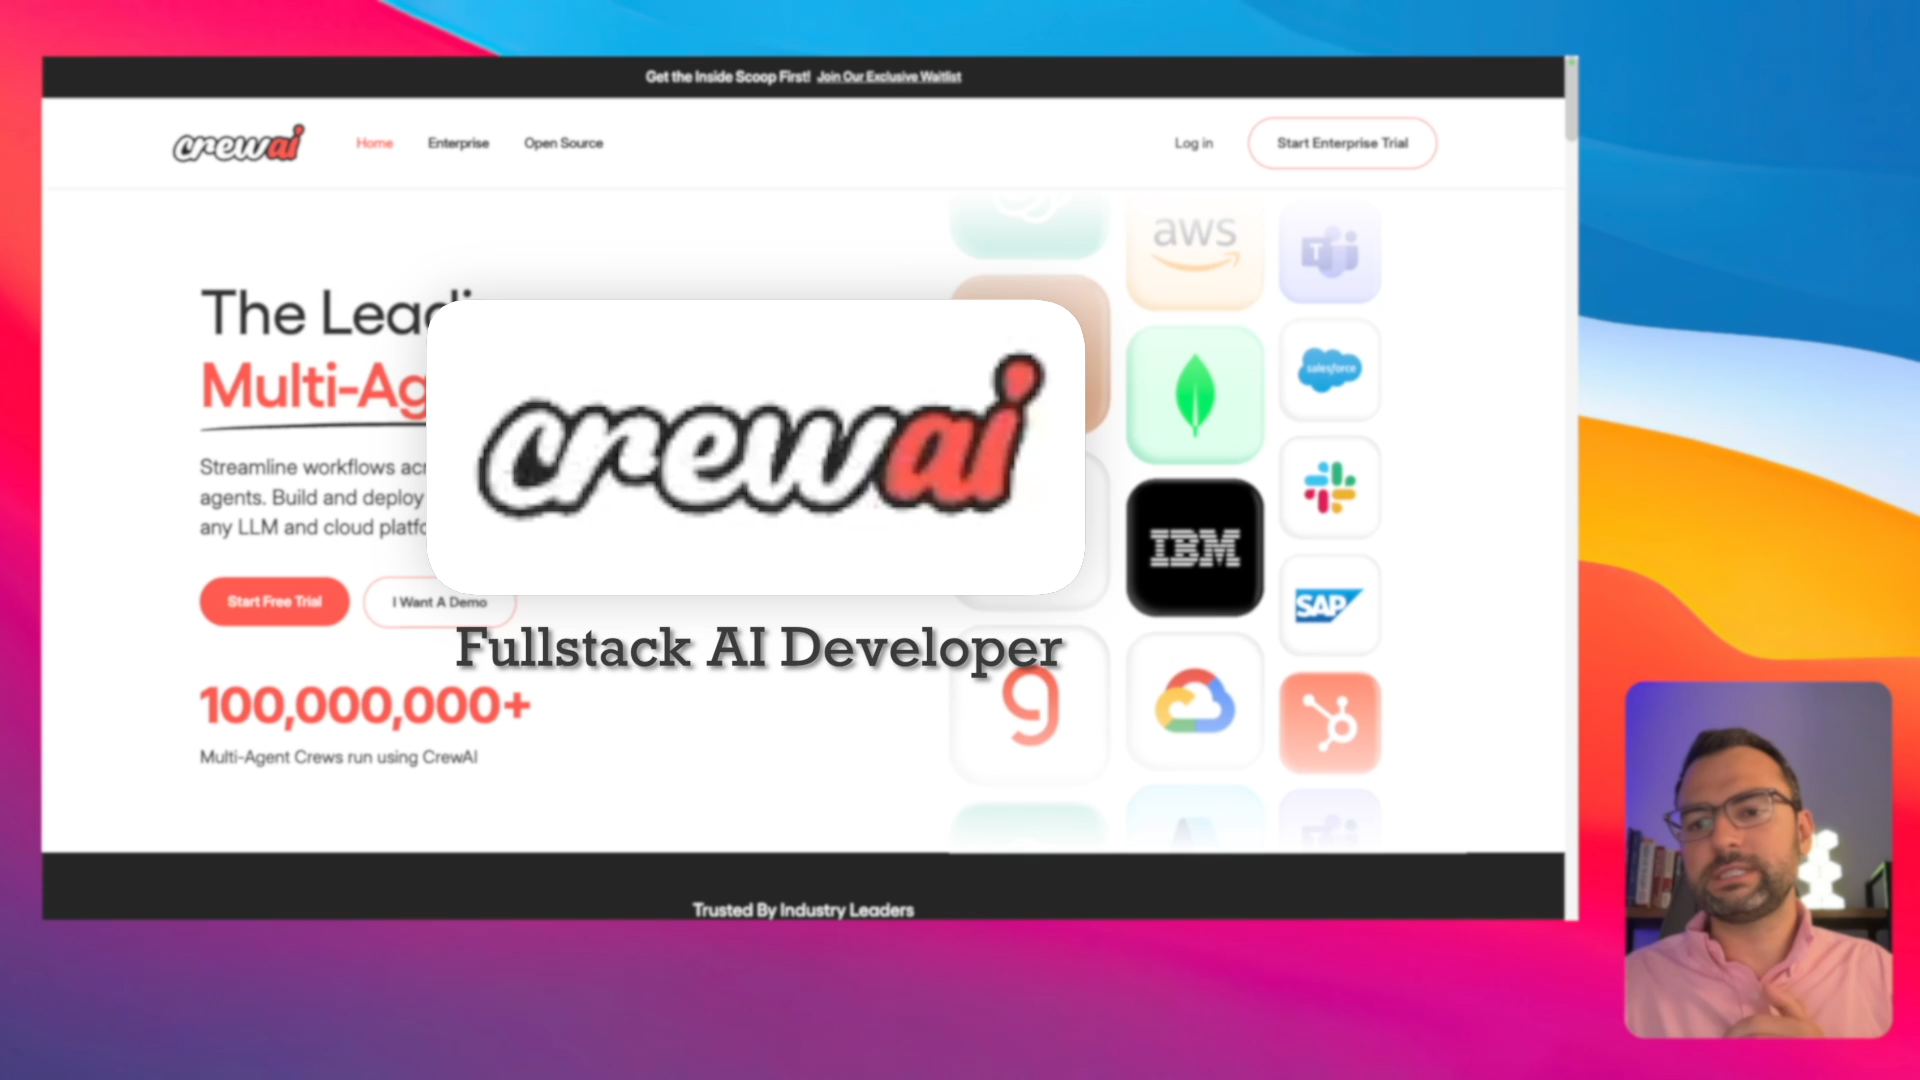 Get the Inside Scoop First! Join Our Exclusive Waitlist
crewai Home Enterprise Open Source Log in Start Enterprise Trial
aws
T
The Leadi
Multi-Ag
crewai
salesforce
Streamline workflows acr
agents. Build and deploy
any LLM and cloud platfo
IBM
SAP
Start Free Trial I Want A Demo
Fullstack AI Developer
100,000,000+
Multi-Agent Crews run using CrewAI
Trusted By Industry Leaders